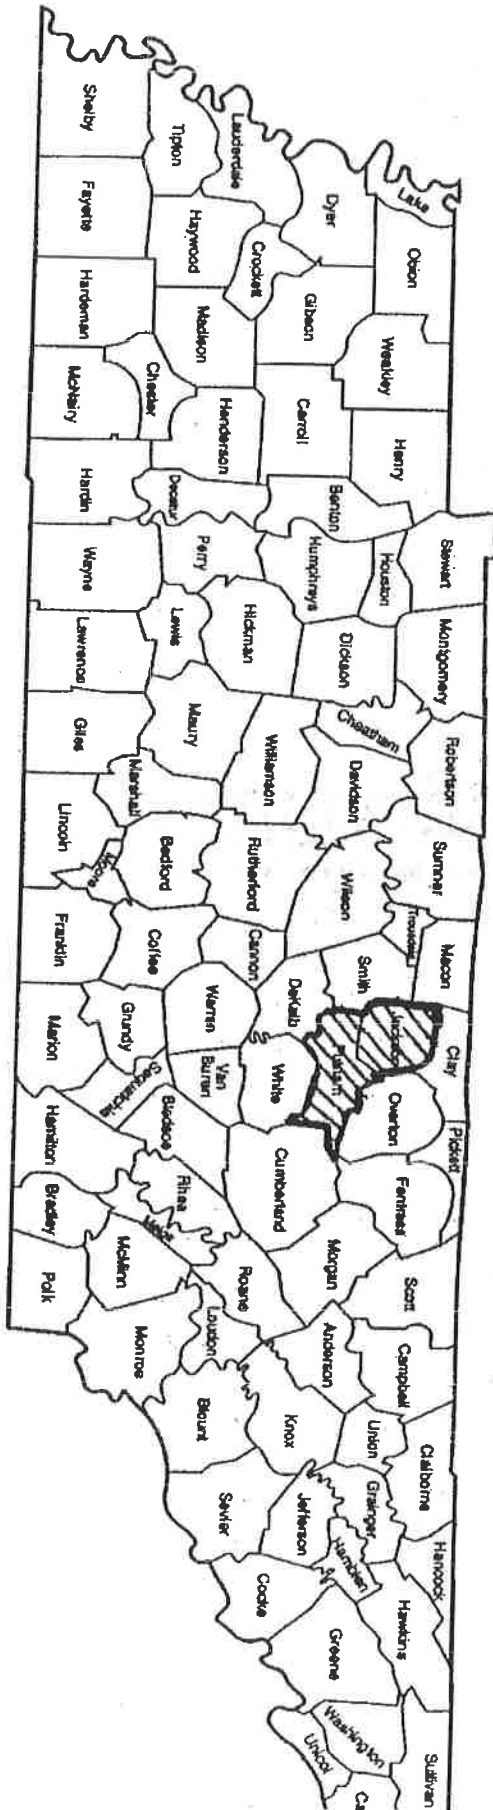 Shelby
Tipton
Lauderdale
Dyer
Lake
Obion
Fayette
Haywood
Crockett
Gibson
Weakley
Hardeman
Madison
Chester
McNairy
Henderson
Carroll
Henry
Hardin
Decatur
Benton
Stewart
Wayne
Perry
Humphreys
Houston
Lawrence
Lewis
Hickman
Dickson
Montgomery
Giles
Maury
Williamson
Cheatham
Davidson
Robertson
Marshall
Lincoln
Moore
Bedford
Rutherford
Wilson
Sumner
Trousdale
Franklin
Coffee
Cannon
DeKalb
Smith
Macon
Marion
Grundy
Warren
Van
Buren
White
Putnam
Jackson
Clay
Sequatchie
Hamilton
Bledsoe
Cumberland
Overton
Pickett
Fentress
Bradley
Rhea
Meigs
McMinn
Roane
Morgan
Scott
Polk
Monroe
Loudon
Anderson
Campbell
Blount
Knox
Union
Claiborne
Sevier
Jefferson
Grainger
Hamblen
Hancock
Cocke
Greene
Hawkins
Washington
Unicoi
Sullivan
Ca